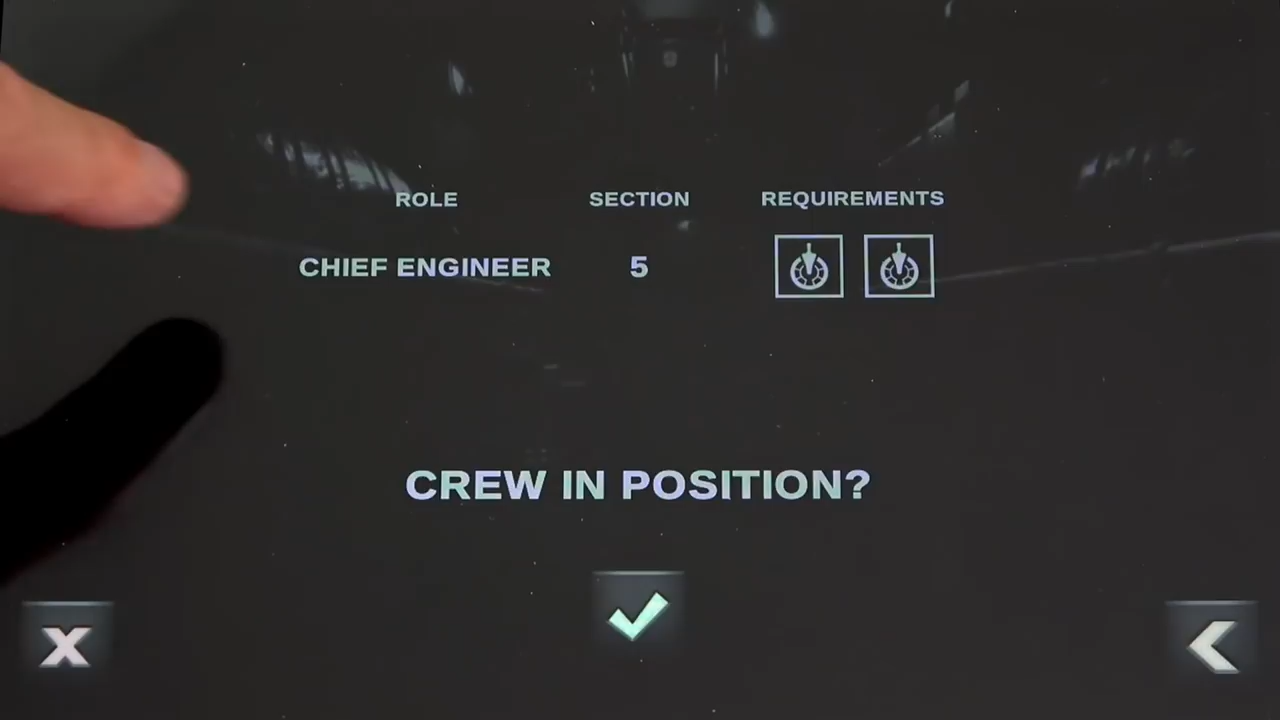 ROLE SECTION REQUIREMENTS
CHIEF ENGINEER 5
CREW IN POSITION?